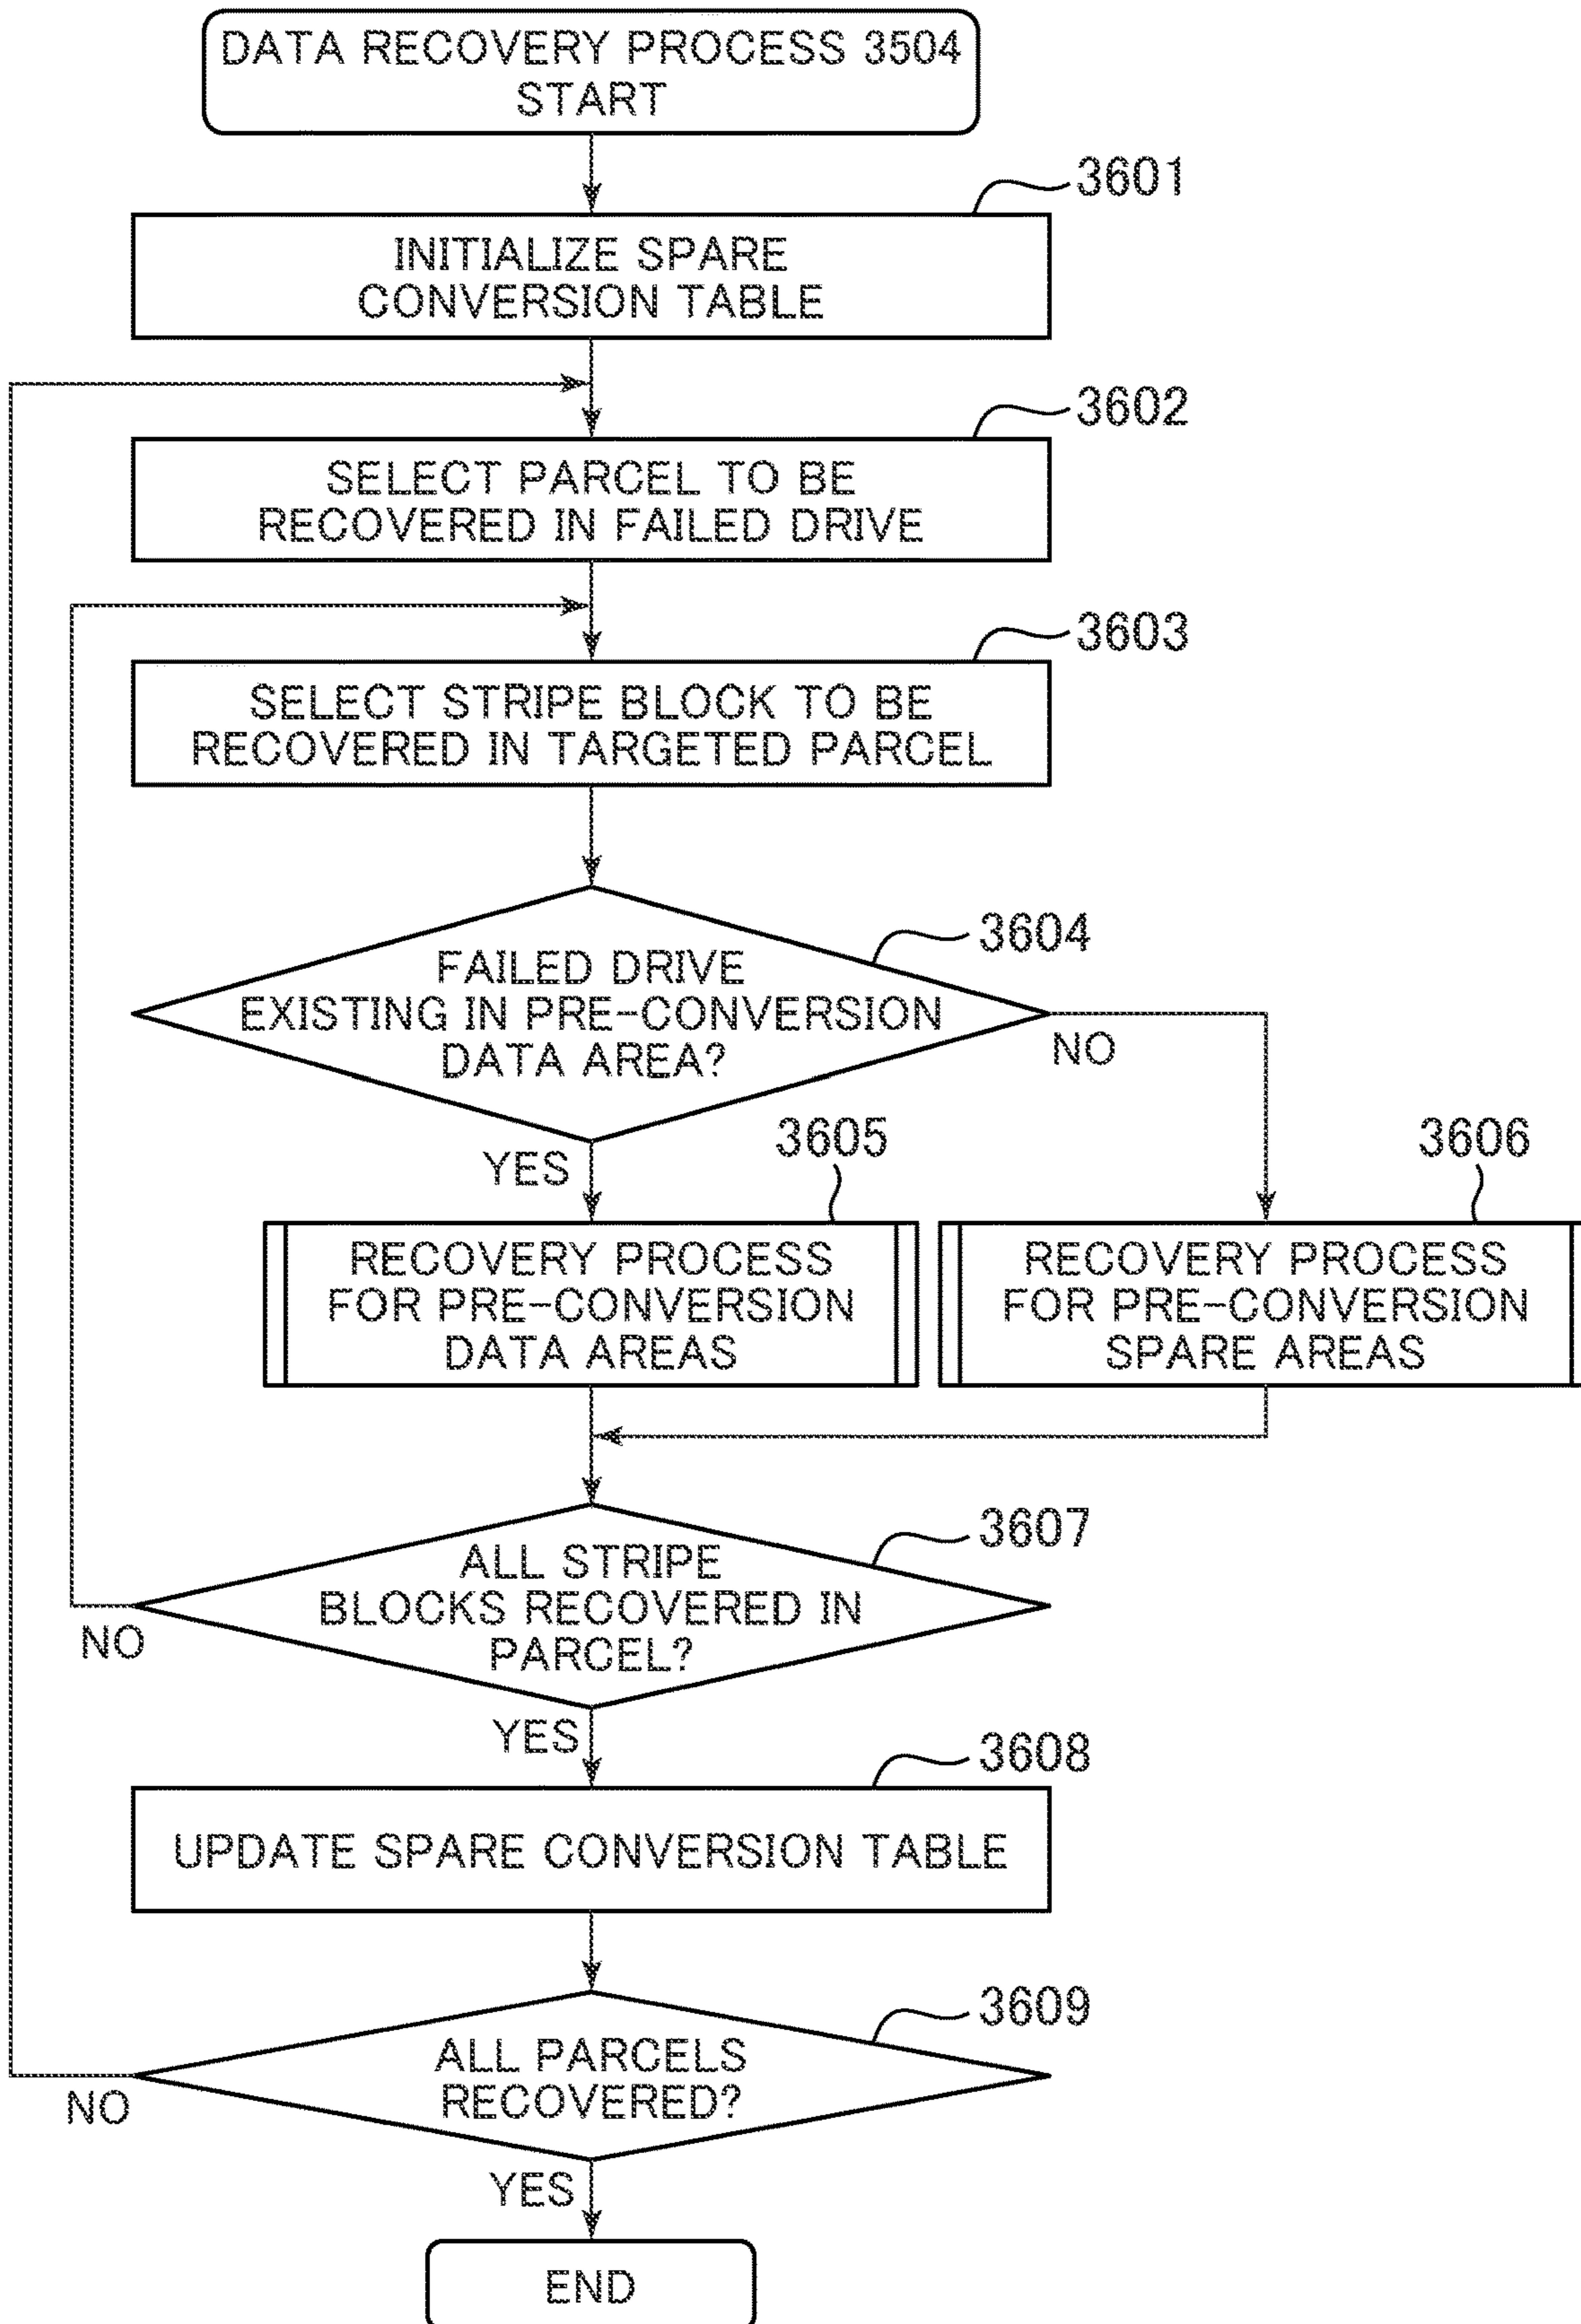 DATA RECOVERY PROCESS 3504
START
3601
INITIALIZE SPARE
CONVERSION TABLE
3602
SELECT PARCEL TO BE
RECOVERED IN FAILED DRIVE
3603
SELECT STRIPE BLOCK TO BE
RECOVERED IN TARGETED PARCEL
3604
FAILED DRIVE
EXISTING IN PRE-CONVERSION
DATA AREA?
NO
YES
3605
RECOVERY PROCESS
FOR PRE-CONVERSION
DATA AREAS
3606
RECOVERY PROCESS
FOR PRE-CONVERSION
SPARE AREAS
3607
ALL STRIPE
BLOCKS RECOVERED IN
PARCEL?
NO
YES
3608
UPDATE SPARE CONVERSION TABLE
3609
ALL PARCELS
RECOVERED?
NO
YES
END